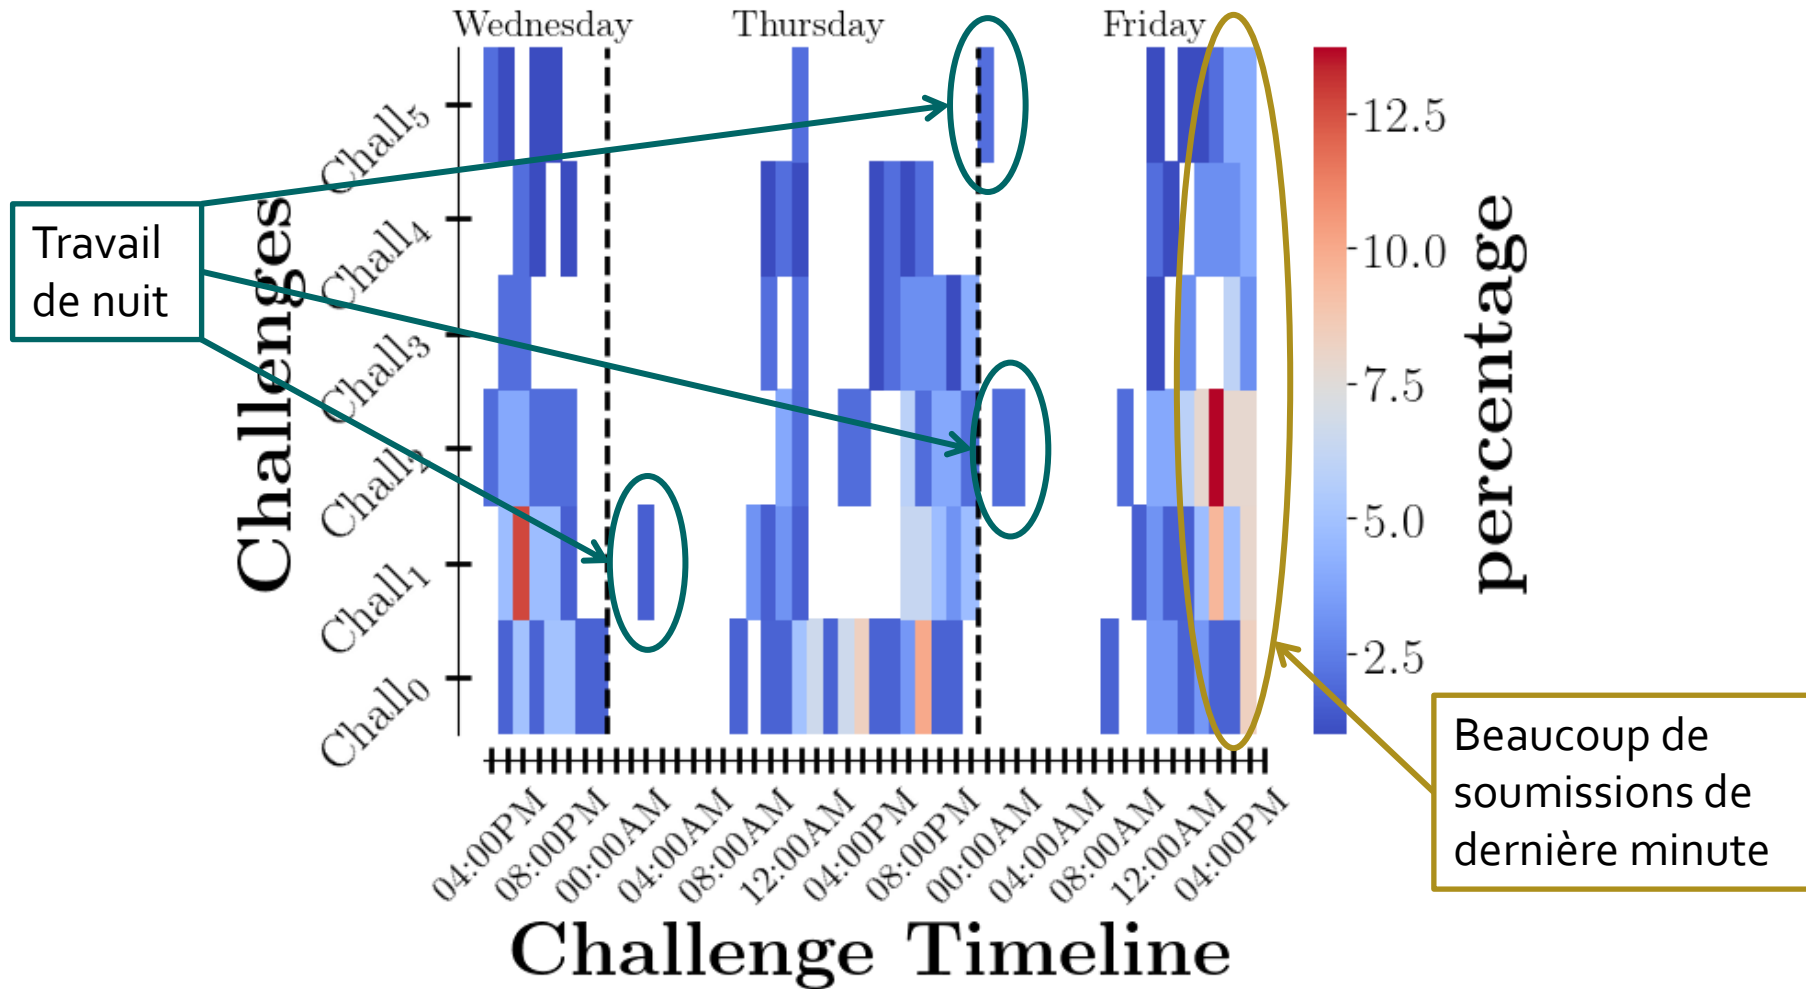 Wednesday
Thursday
Friday
Challenges
Chall5
Chall4
Chall3
Chall2
Chall1
Chall0
Travail
de nuit
12.5
10.0
7.5
5.0
2.5
percentage
Beaucoup de
soumissions de
dernière minute
04:00PM
08:00PM
00:00AM
04:00AM
08:00AM
12:00AM
04:00PM
08:00PM
00:00AM
04:00AM
08:00AM
12:00AM
04:00PM
Challenge Timeline